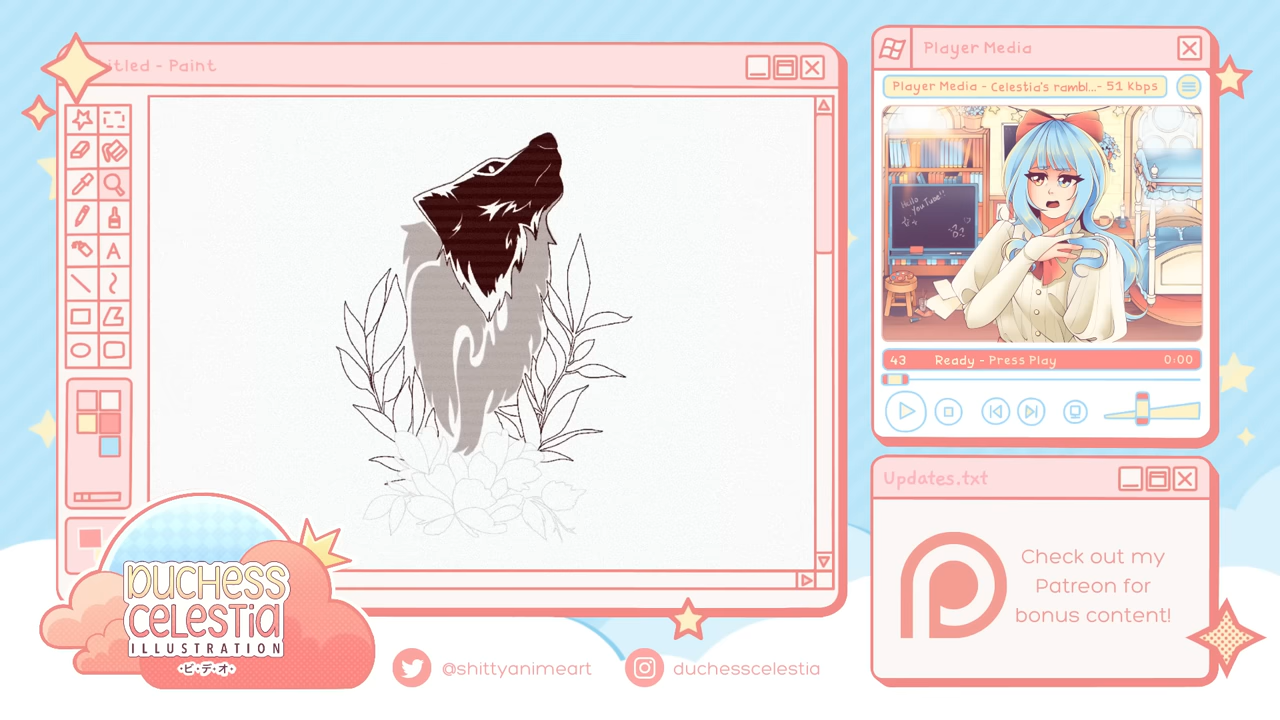 titled - Paint
A
Player Media
Player Media - Celestia's rambl...- 51 Kbps
Hello
YouTube!!
43 Ready - Press Play 0:00
Updates.txt
Check out my
Patreon for
bonus content!
DUCHESS
CELESTIA
ILLUSTRATION
・ビ・デ・オ・
@shittyanimeart duchesscelestia